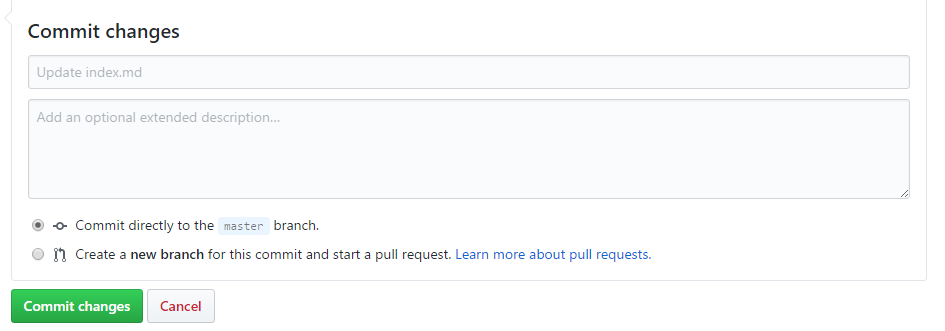 Commit changes
Update index.md
Add an optional extended description...
Commit directly to the master branch.
Create a new branch for this commit and start a pull request. Learn more about pull requests.
Commit changes Cancel